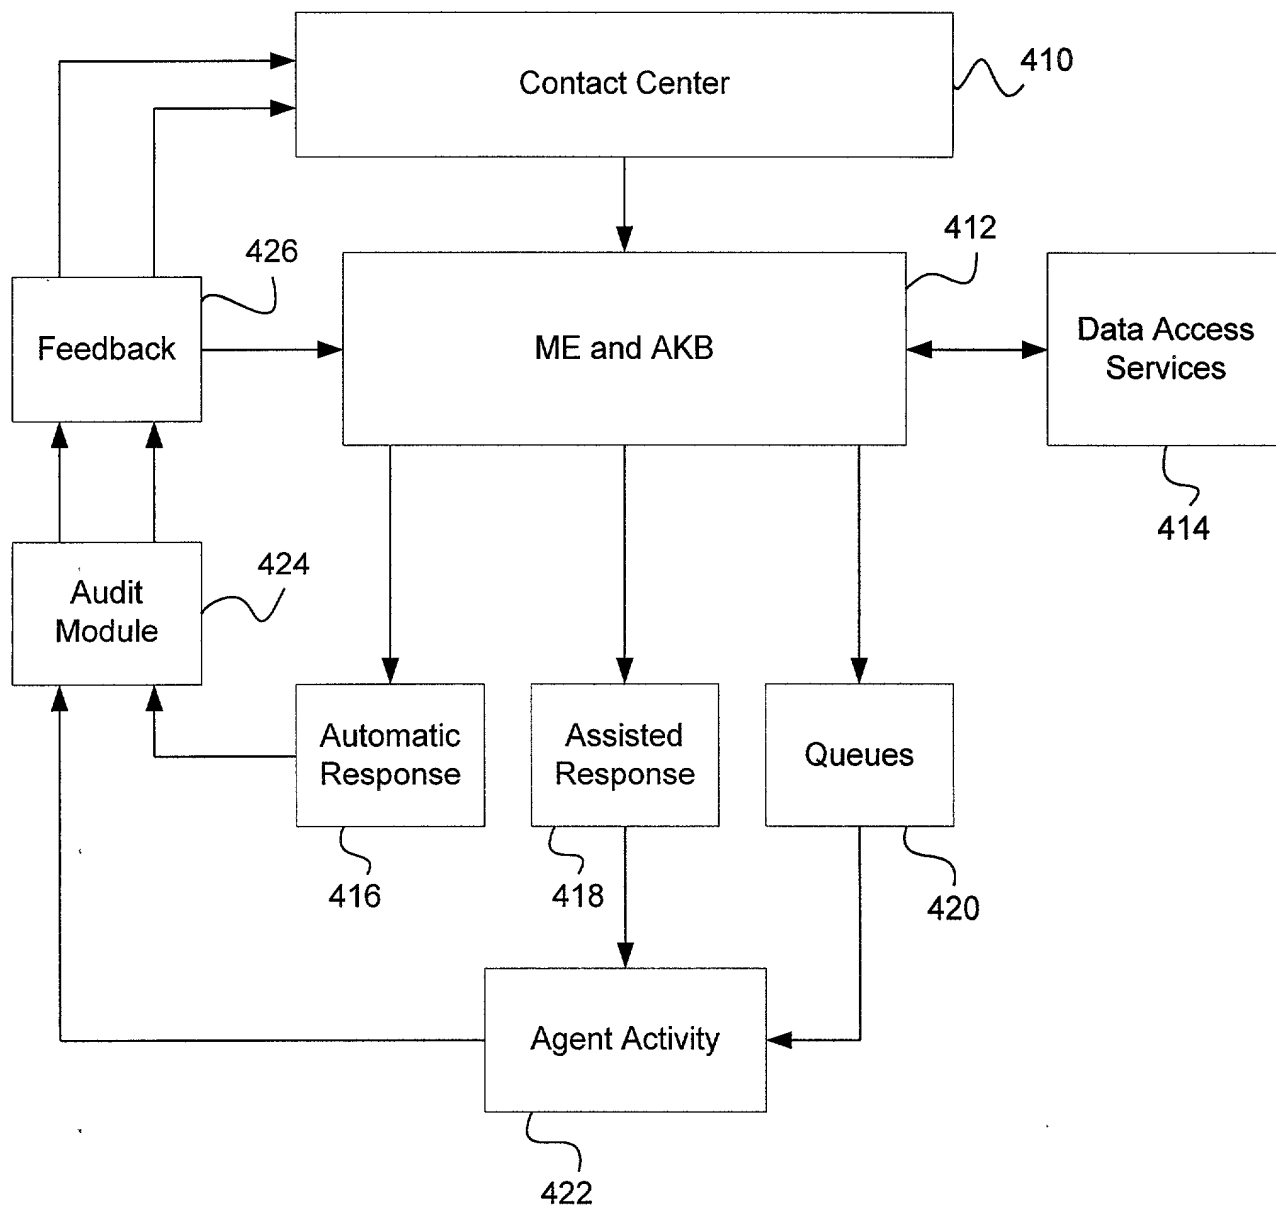 Contact Center
410
412
426
Feedback
ME and AKB
Data Access
Services
414
424
Audit
Module
Automatic
Response
Assisted
Response
Queues
416
418
420
Agent Activity
422